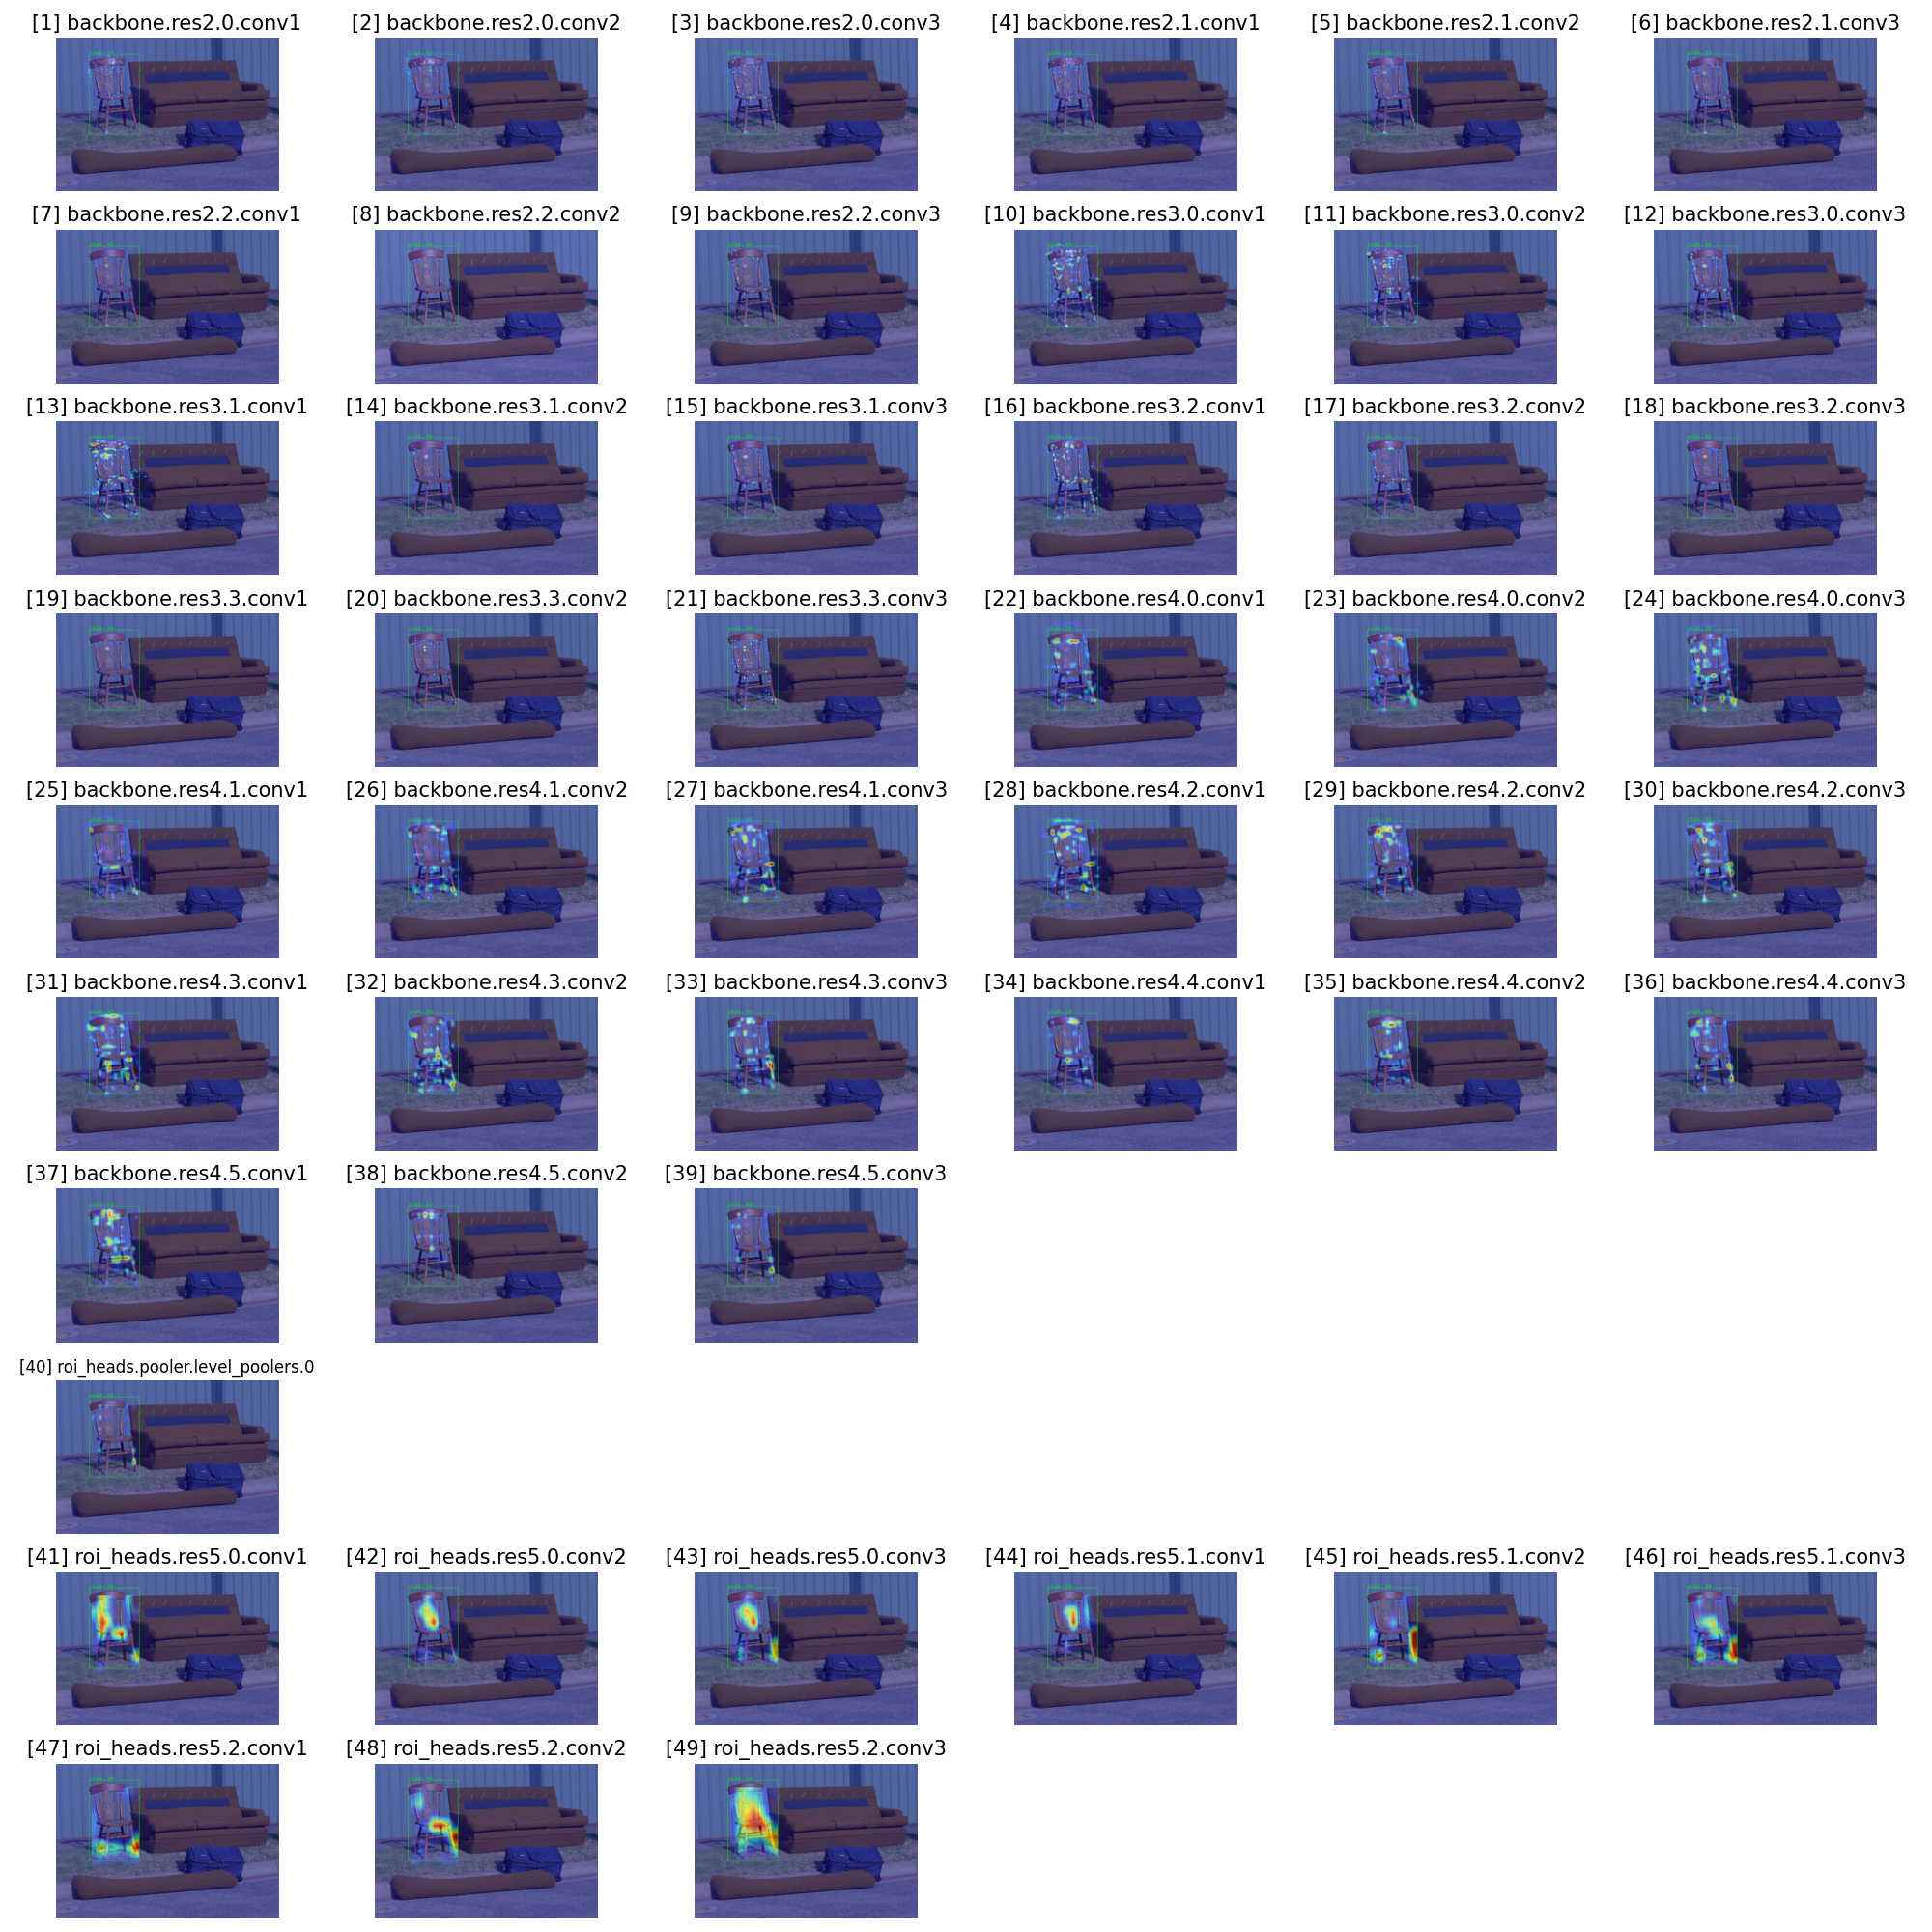 [1] backbone.res2.0.conv1
[2] backbone.res2.0.conv2
[3] backbone.res2.0.conv3
[4] backbone.res2.1.conv1
[5] backbone.res2.1.conv2
[6] backbone.res2.1.conv3
[7] backbone.res2.2.conv1
[8] backbone.res2.2.conv2
[9] backbone.res2.2.conv3
[10] backbone.res3.0.conv1
[11] backbone.res3.0.conv2
[12] backbone.res3.0.conv3
[13] backbone.res3.1.conv1
[14] backbone.res3.1.conv2
[15] backbone.res3.1.conv3
[16] backbone.res3.2.conv1
[17] backbone.res3.2.conv2
[18] backbone.res3.2.conv3
[19] backbone.res3.3.conv1
[20] backbone.res3.3.conv2
[21] backbone.res3.3.conv3
[22] backbone.res4.0.conv1
[23] backbone.res4.0.conv2
[24] backbone.res4.0.conv3
[25] backbone.res4.1.conv1
[26] backbone.res4.1.conv2
[27] backbone.res4.1.conv3
[28] backbone.res4.2.conv1
[29] backbone.res4.2.conv2
[30] backbone.res4.2.conv3
[31] backbone.res4.3.conv1
[32] backbone.res4.3.conv2
[33] backbone.res4.3.conv3
[34] backbone.res4.4.conv1
[35] backbone.res4.4.conv2
[36] backbone.res4.4.conv3
[37] backbone.res4.5.conv1
[38] backbone.res4.5.conv2
[39] backbone.res4.5.conv3
[40] roi_heads.pooler.level_poolers.0
[41] roi_heads.res5.0.conv1
[42] roi_heads.res5.0.conv2
[43] roi_heads.res5.0.conv3
[44] roi_heads.res5.1.conv1
[45] roi_heads.res5.1.conv2
[46] roi_heads.res5.1.conv3
[47] roi_heads.res5.2.conv1
[48] roi_heads.res5.2.conv2
[49] roi_heads.res5.2.conv3